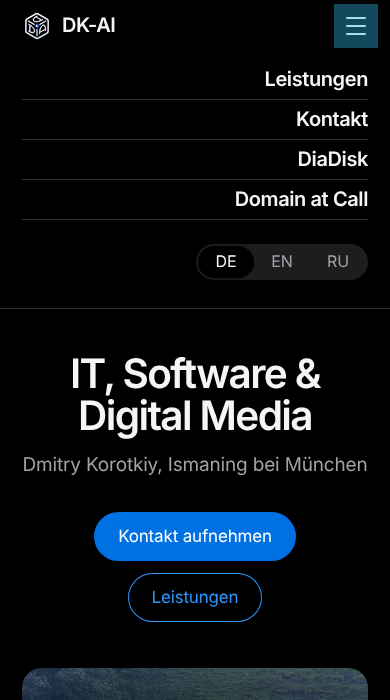 DK-AI
Leistungen
Kontakt
DiaDisk
Domain at Call
DE EN RU
IT, Software &
Digital Media
Dmitry Korotkiy, Ismaning bei München
Kontakt aufnehmen
Leistungen